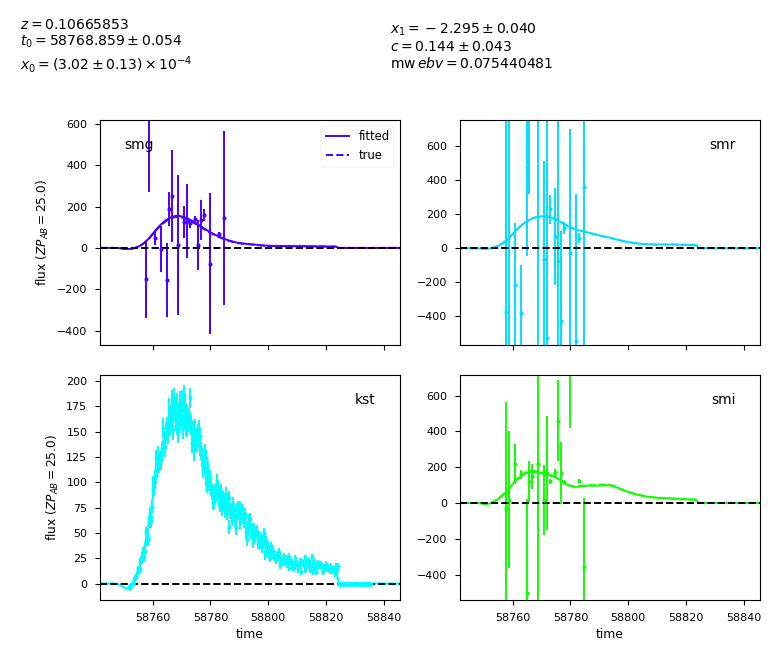 z = 0.10665853
t₀ = 58768.859 ± 0.054
x₀ = (3.02 ± 0.13) × 10⁻⁴
x₁ = −2.295 ± 0.040
c = 0.144 ± 0.043
mw ebv = 0.075440481
smg
fitted
true
600
400
200
0
−200
−400
flux (ZP_AB = 25.0)
smr
600
400
200
0
−200
−400
kst
200
175
150
125
100
75
50
25
0
flux (ZP_AB = 25.0)
58760
58780
58800
58820
58840
time
smi
600
400
200
0
−200
−400
58760
58780
58800
58820
58840
time